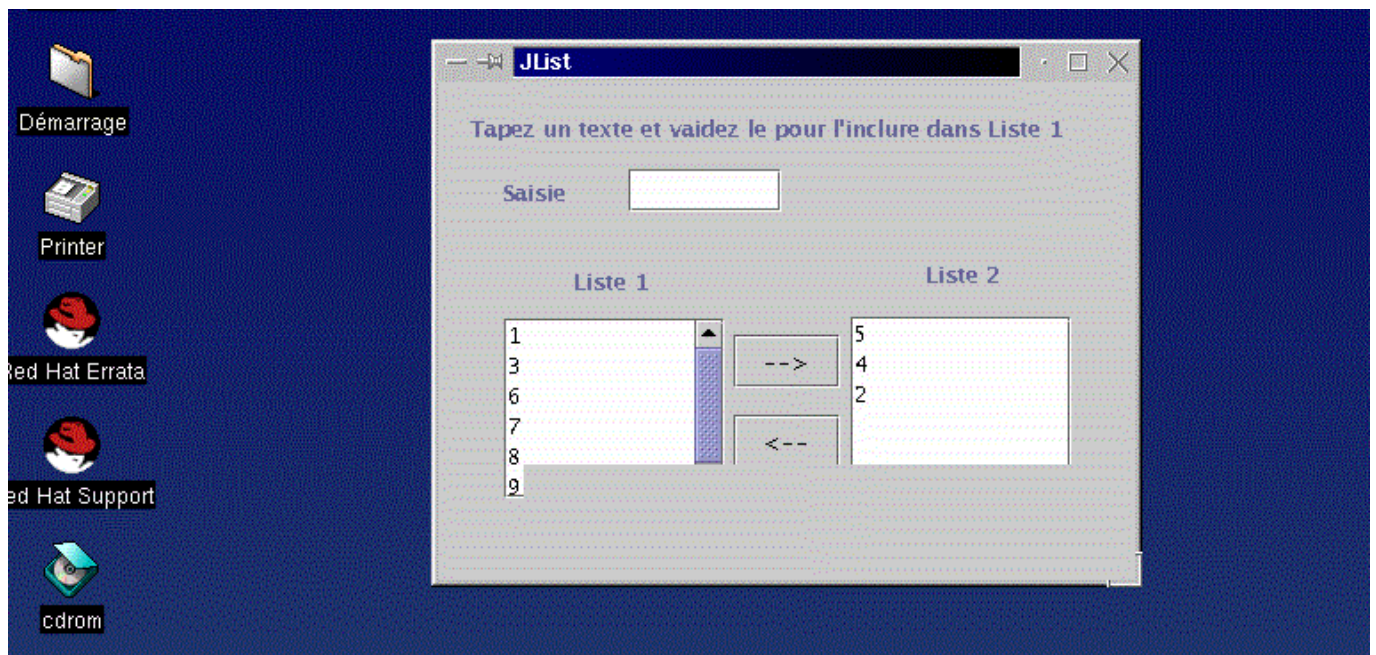 Démarrage
Printer
Red Hat Errata
ed Hat Support
cdrom
JList
Tapez un texte et vaidez le pour l'inclure dans Liste 1
Saisie
Liste 1
Liste 2
1
3
6
7
8
9
-->
<--
5
4
2